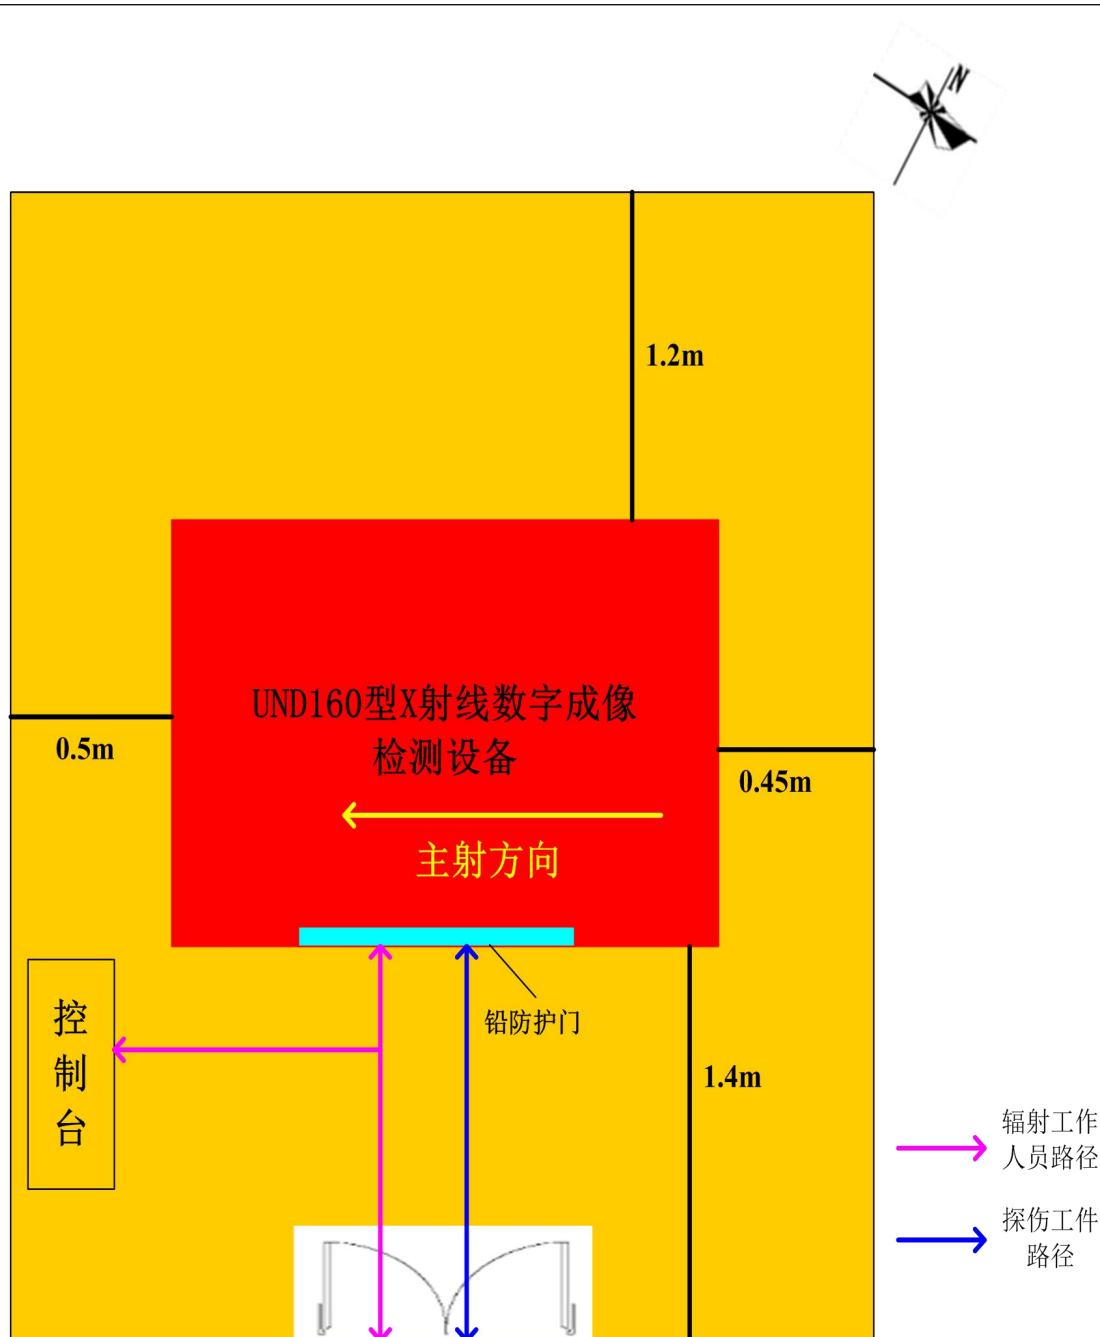 N
1.2m
UND160型X射线数字成像
检测设备
0.5m
0.45m
主射方向
铅防护门
控
制
台
1.4m
辐射工作
人员路径
探伤工件
路径